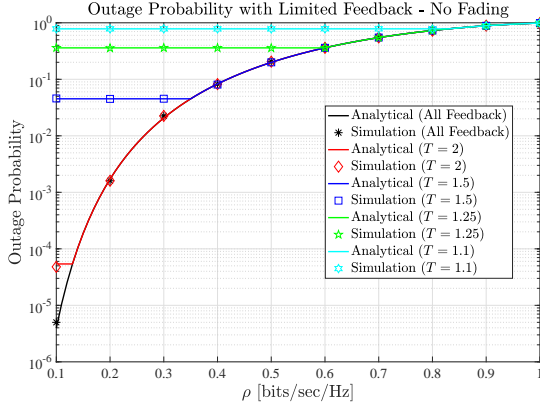 Outage Probability with Limited Feedback - No Fading
Outage Probability
10^0
10^-1
10^-2
10^-3
10^-4
10^-5
10^-6
Analytical (All Feedback)
Simulation (All Feedback)
Analytical (T = 2)
Simulation (T = 2)
Analytical (T = 1.5)
Simulation (T = 1.5)
Analytical (T = 1.25)
Simulation (T = 1.25)
Analytical (T = 1.1)
Simulation (T = 1.1)
0.1 0.2 0.3 0.4 0.5 0.6 0.7 0.8 0.9 1
ρ [bits/sec/Hz]